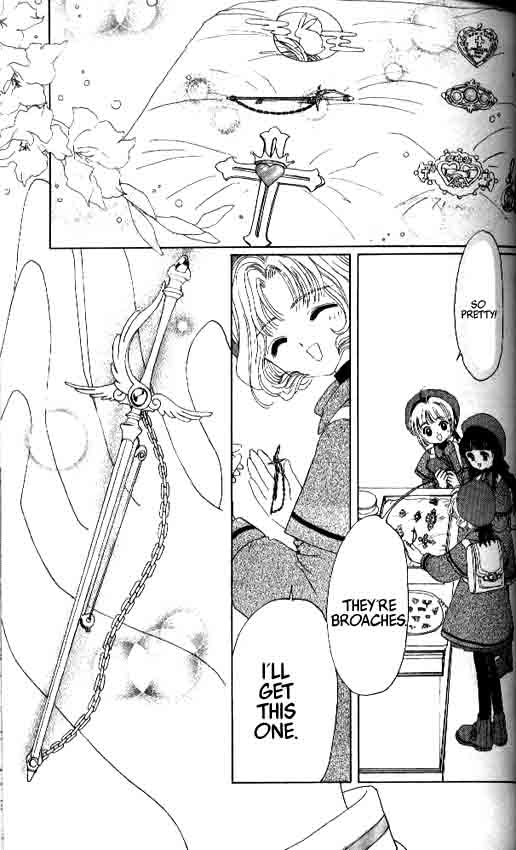 SO
PRETTY!
THEY'RE
BROACHES.
I'LL
GET
THIS
ONE.